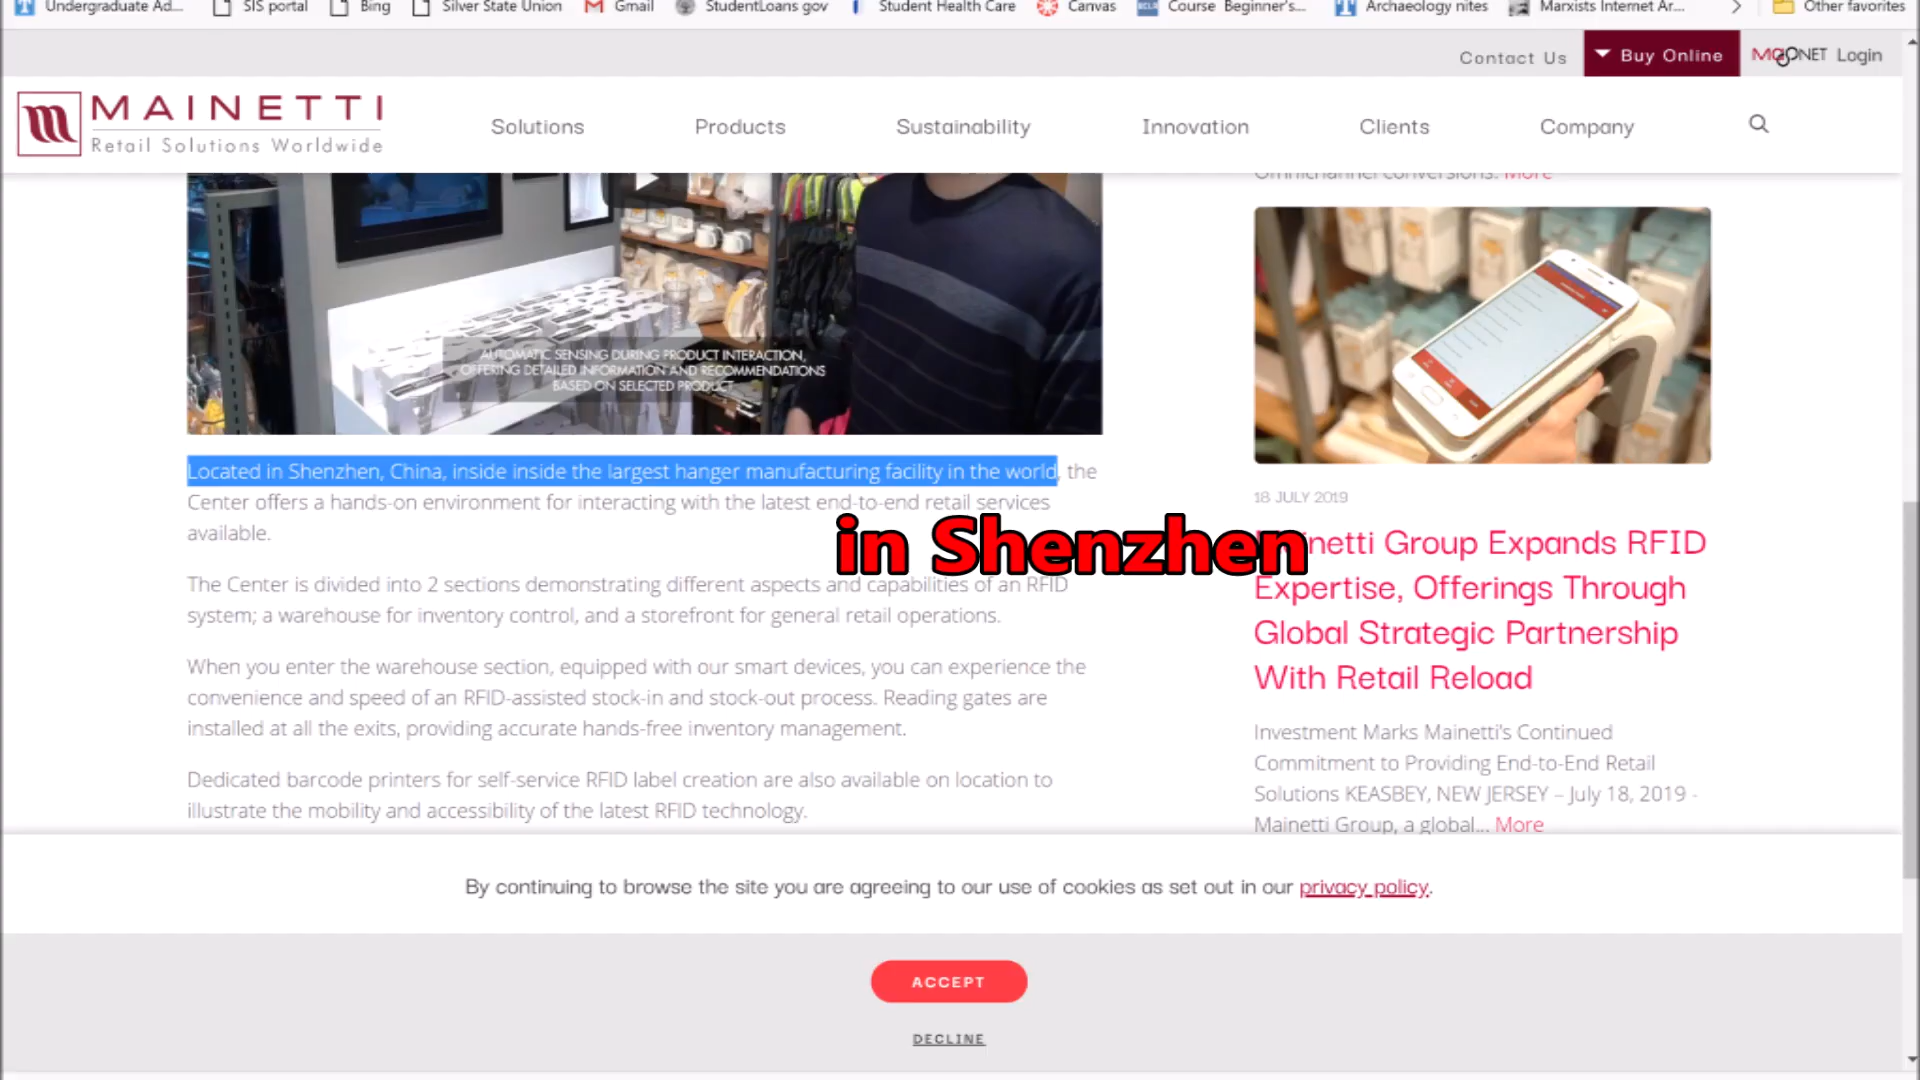 Undergraduate Ad...
SIS portal
Bing
Silver State Union
Gmail
StudentLoans gov
Student Health Care
Canvas
Course Beginner's...
Archaeology nites
Marxists Internet Ar...
Other favorites
Contact Us
Buy Online
Login
MAINETTI
Retail Solutions Worldwide
Solutions
Products
Sustainability
Innovation
Clients
Company
Omnichannel conversions. More
AUTOMATIC SENSING DURING PRODUCT INTERACTION,
OFFERING DETAILED INFORMATION AND RECOMMENDATIONS
BASED ON SELECTED PRODUCT
Located in Shenzhen, China, inside inside the largest hanger manufacturing facility in the world, the
Center offers a hands-on environment for interacting with the latest end-to-end retail services
available.
in Shenzhen
The Center is divided into 2 sections demonstrating different aspects and capabilities of an RFID
system; a warehouse for inventory control, and a storefront for general retail operations.
When you enter the warehouse section, equipped with our smart devices, you can experience the
convenience and speed of an RFID-assisted stock-in and stock-out process. Reading gates are
installed at all the exits, providing accurate hands-free inventory management.
Dedicated barcode printers for self-service RFID label creation are also available on location to
illustrate the mobility and accessibility of the latest RFID technology.
18 JULY 2019
Mainetti Group Expands RFID
Expertise, Offerings Through
Global Strategic Partnership
With Retail Reload
Investment Marks Mainetti's Continued
Commitment to Providing End-to-End Retail
Solutions KEASBEY, NEW JERSEY – July 18, 2019 -
Mainetti Group, a global... More
By continuing to browse the site you are agreeing to our use of cookies as set out in our privacy policy.
ACCEPT
DECLINE